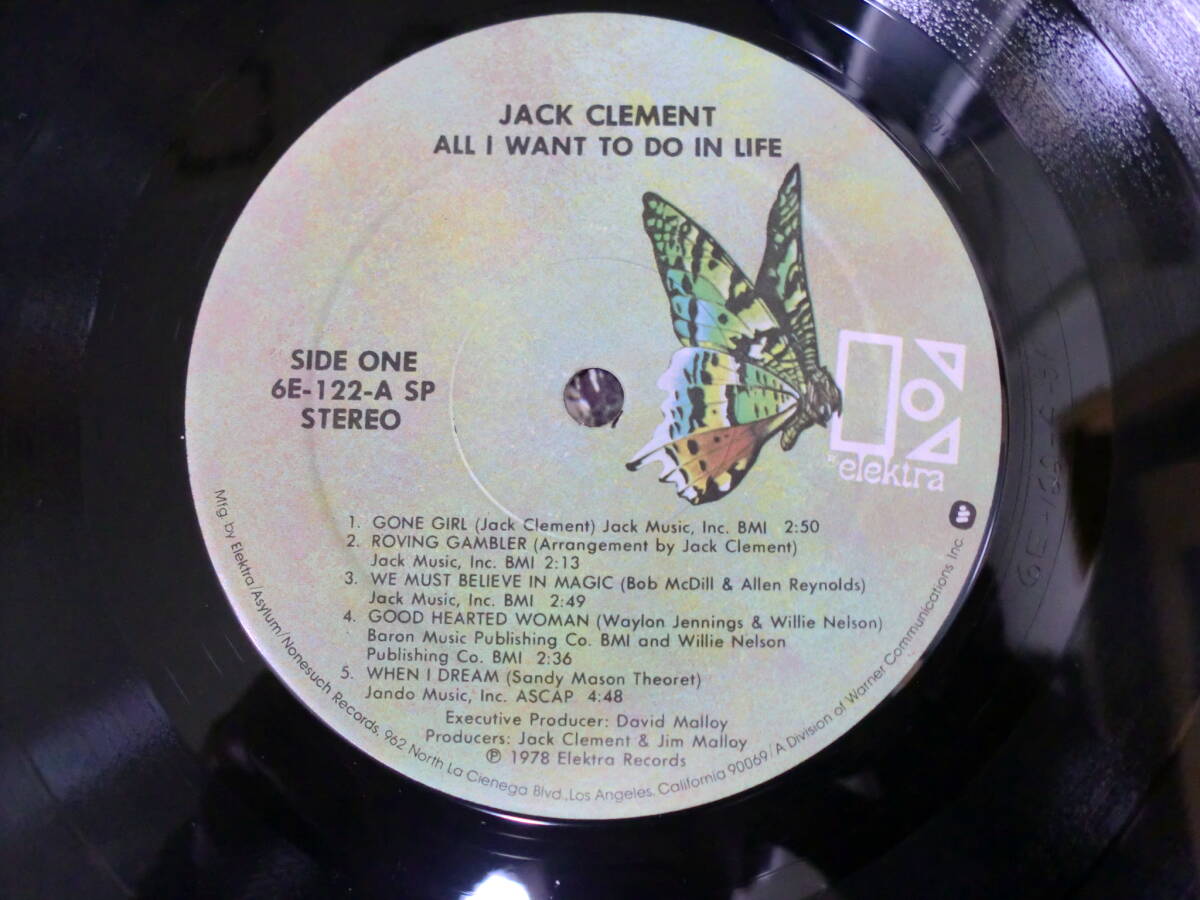 JACK CLEMENT
ALL I WANT TO DO IN LIFE
SIDE ONE
6E-122-A SP
STEREO
elektra
1. GONE GIRL (Jack Clement) Jack Music, Inc. BMI 2:50
2. ROVING GAMBLER (Arrangement by Jack Clement)
Jack Music, Inc. BMI 2:13
3. WE MUST BELIEVE IN MAGIC (Bob McDill & Allen Reynolds)
Jack Music, Inc. BMI 2:49
4. GOOD HEARTED WOMAN (Waylon Jennings & Willie Nelson)
Baron Music Publishing Co. BMI and Willie Nelson
Publishing Co. BMI 2:36
5. WHEN I DREAM (Sandy Mason Theoret)
Jando Music, Inc. ASCAP 4:48
Executive Producer: David Malloy
Producers: Jack Clement & Jim Malloy
℗ 1978 Elektra Records
Mfg. by Elektra/Asylum/Nonesuch Records, 962 North La Cienega Blvd., Los Angeles, California 90069/A Division of Warner Communications Inc.